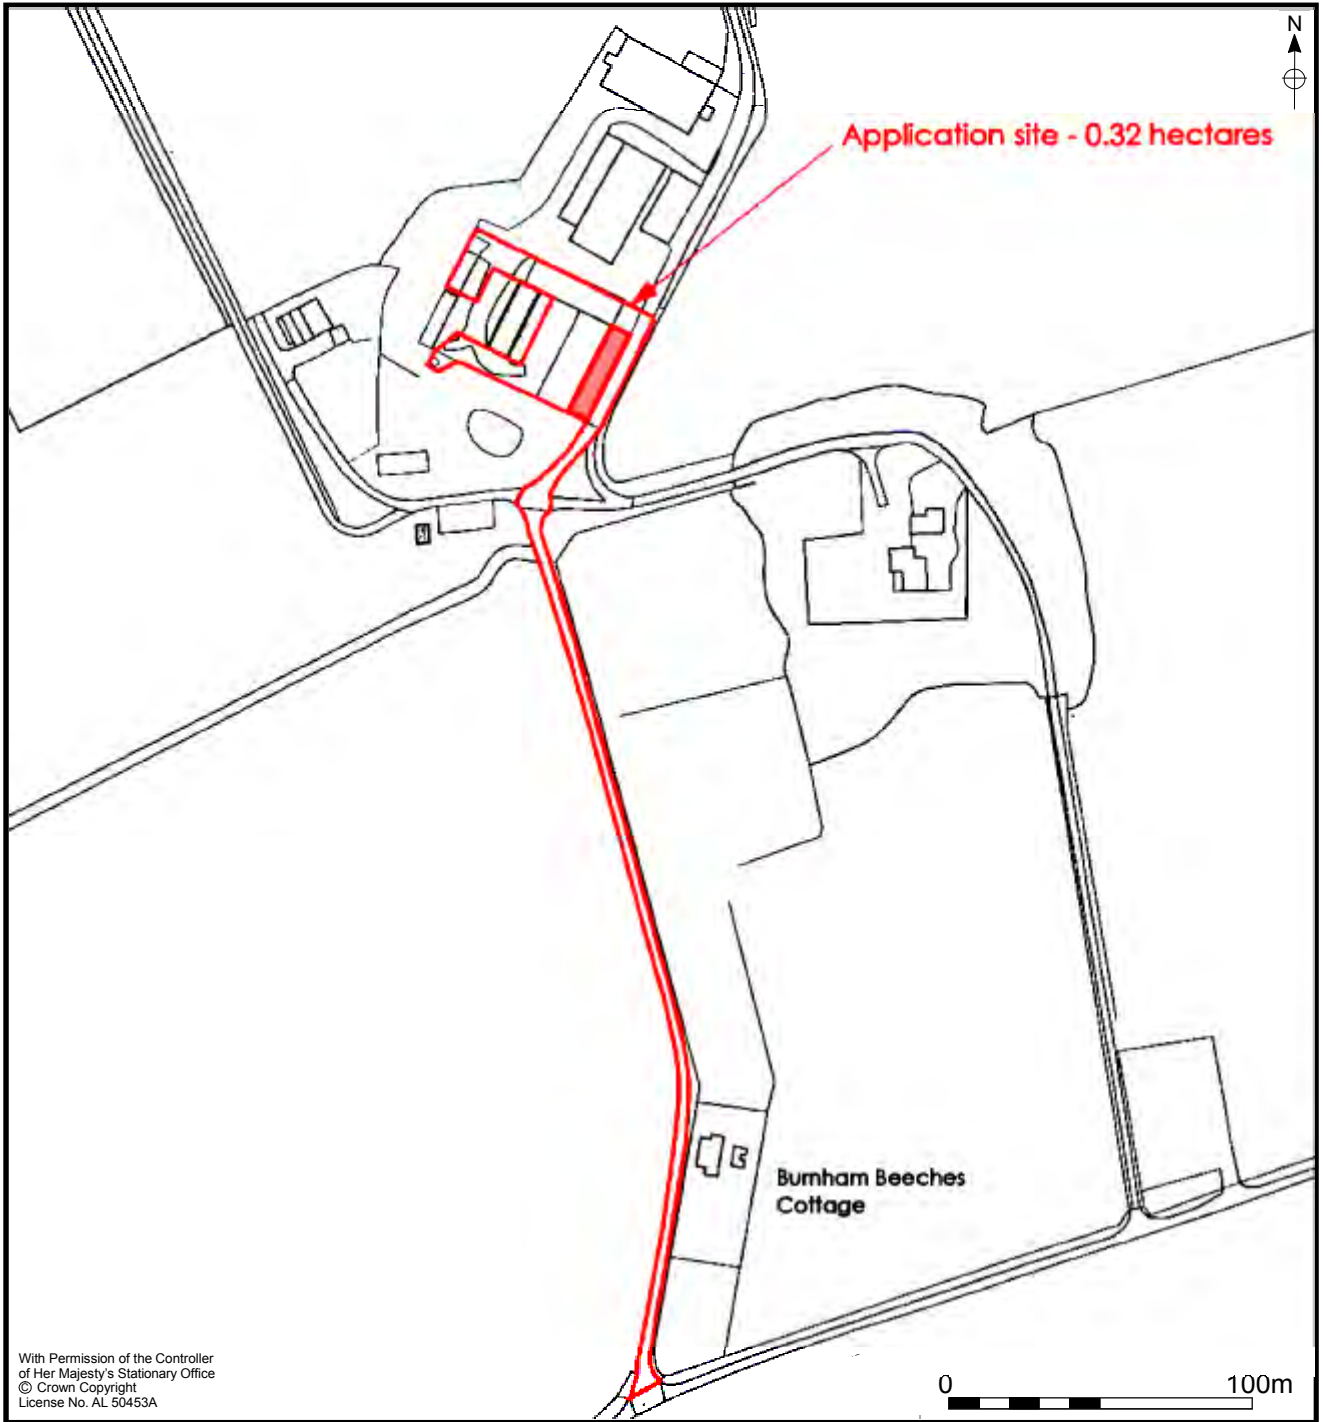 N
Application site - 0.32 hectares
Burnham Beeches
Cottage
With Permission of the Controller
of Her Majesty's Stationary Office
© Crown Copyright
License No. AL 50453A
0 100m